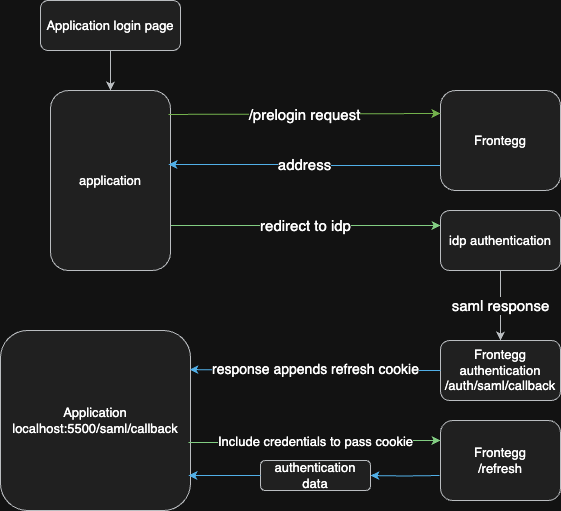 Application login page
/prelogin request
Frontegg
address
application
redirect to idp
idp authentication
saml response
Frontegg
authentication
/auth/saml/callback
response appends refresh cookie
Application
localhost:5500/saml/callback
Include credentials to pass cookie
Frontegg
/refresh
authentication
data